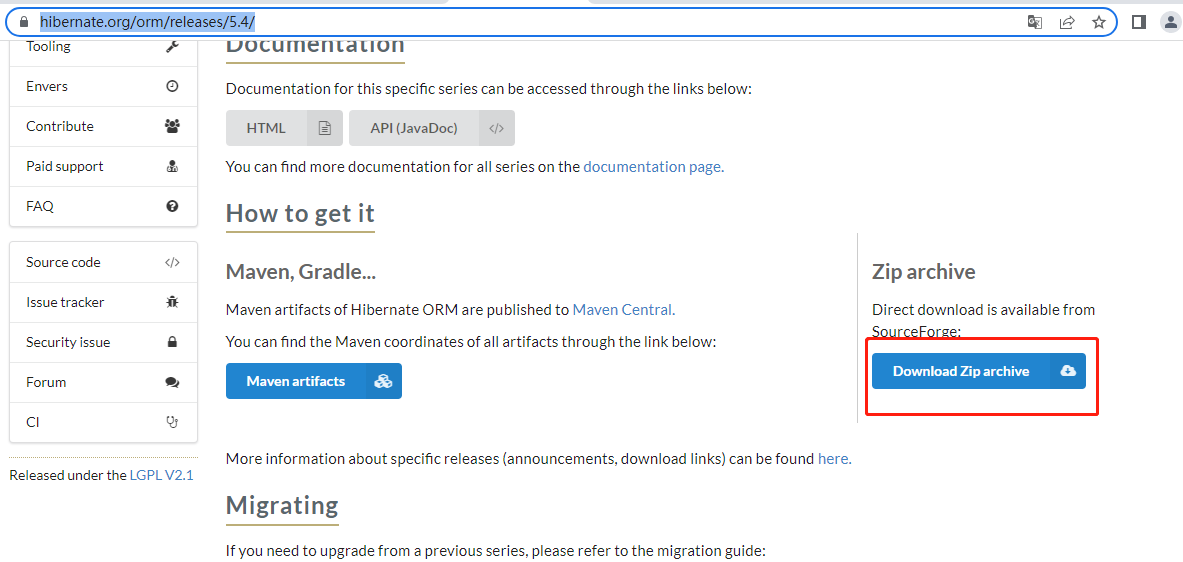 hibernate.org/orm/releases/5.4/
Tooling
Envers
Contribute
Paid support
FAQ
Source code
Issue tracker
Security issue
Forum
CI
Released under the LGPL V2.1
Documentation
Documentation for this specific series can be accessed through the links below:
HTML
API (JavaDoc)
You can find more documentation for all series on the documentation page.
How to get it
Maven, Gradle...
Maven artifacts of Hibernate ORM are published to Maven Central.
You can find the Maven coordinates of all artifacts through the link below:
Maven artifacts
Zip archive
Direct download is available from
SourceForge:
Download Zip archive
More information about specific releases (announcements, download links) can be found here.
Migrating
If you need to upgrade from a previous series, please refer to the migration guide: